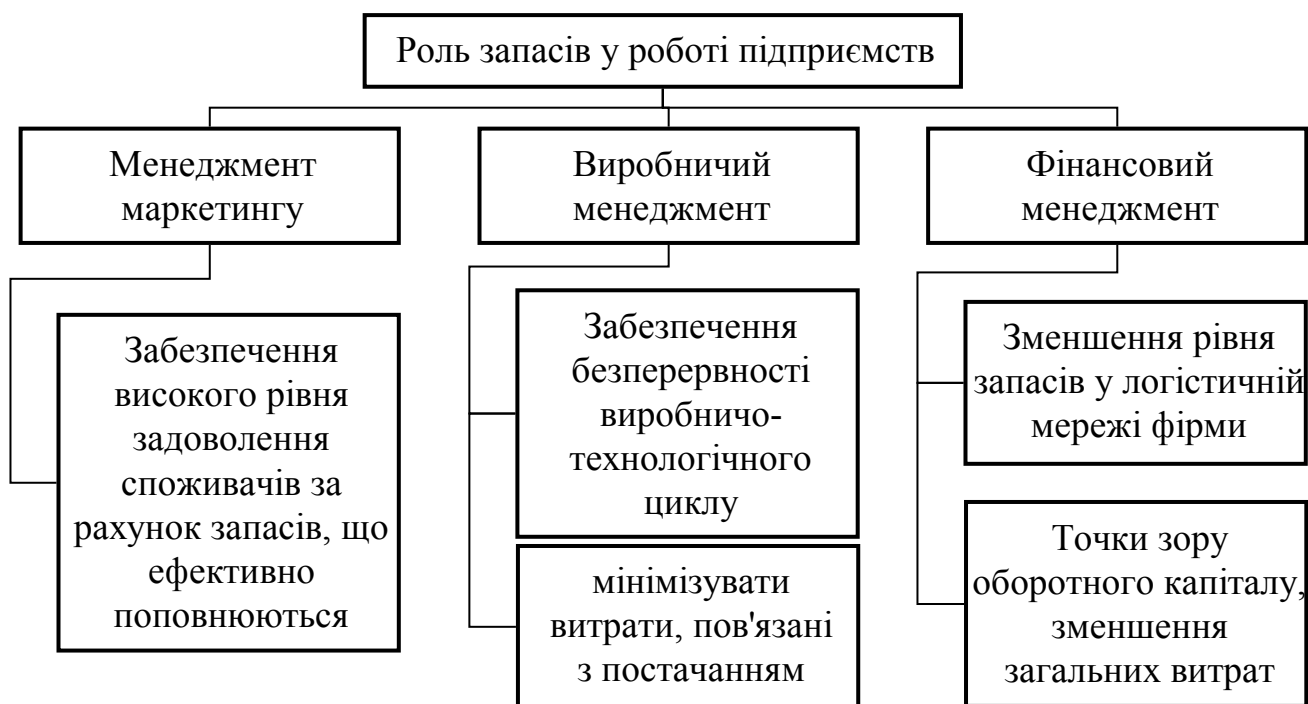 Роль запасів у роботі підприємств
Менеджмент
маркетингу
Забезпечення
високого рівня
задоволення
споживачів за
рахунок запасів, що
ефективно
поповнюються
Виробничий
менеджмент
Забезпечення
безперервності
виробничо-
технологічного
циклу
мінімізувати
витрати, пов'язані
з постачанням
Фінансовий
менеджмент
Зменшення рівня
запасів у логістичній
мережі фірми
Точки зору
оборотного капіталу,
зменшення
загальних витрат